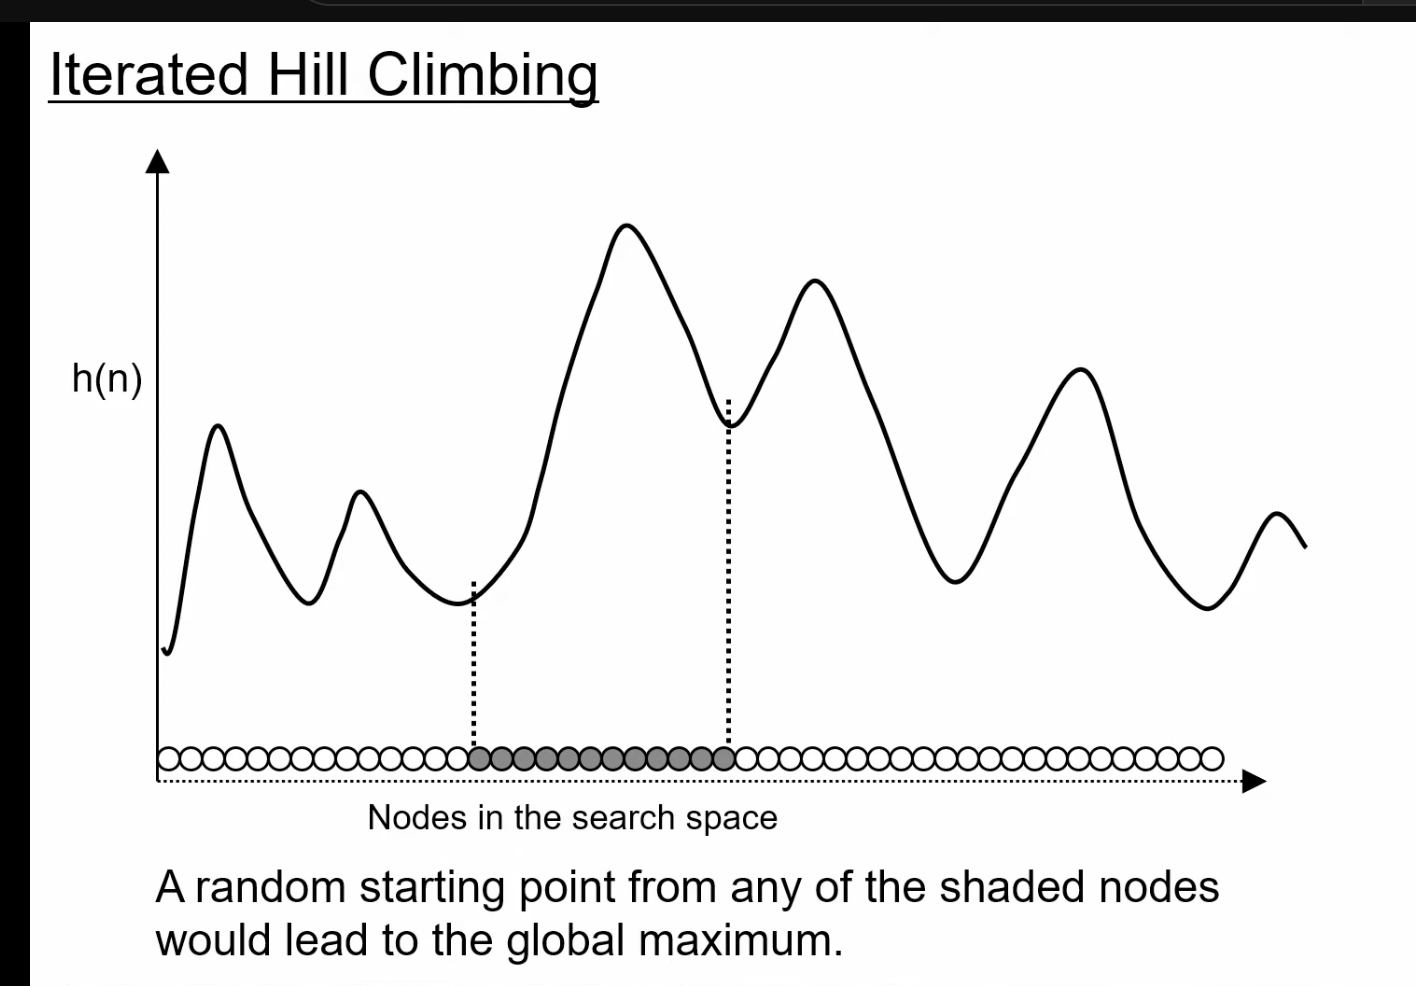 Iterated Hill Climbing
h(n)
Nodes in the search space
A random starting point from any of the shaded nodes
would lead to the global maximum.